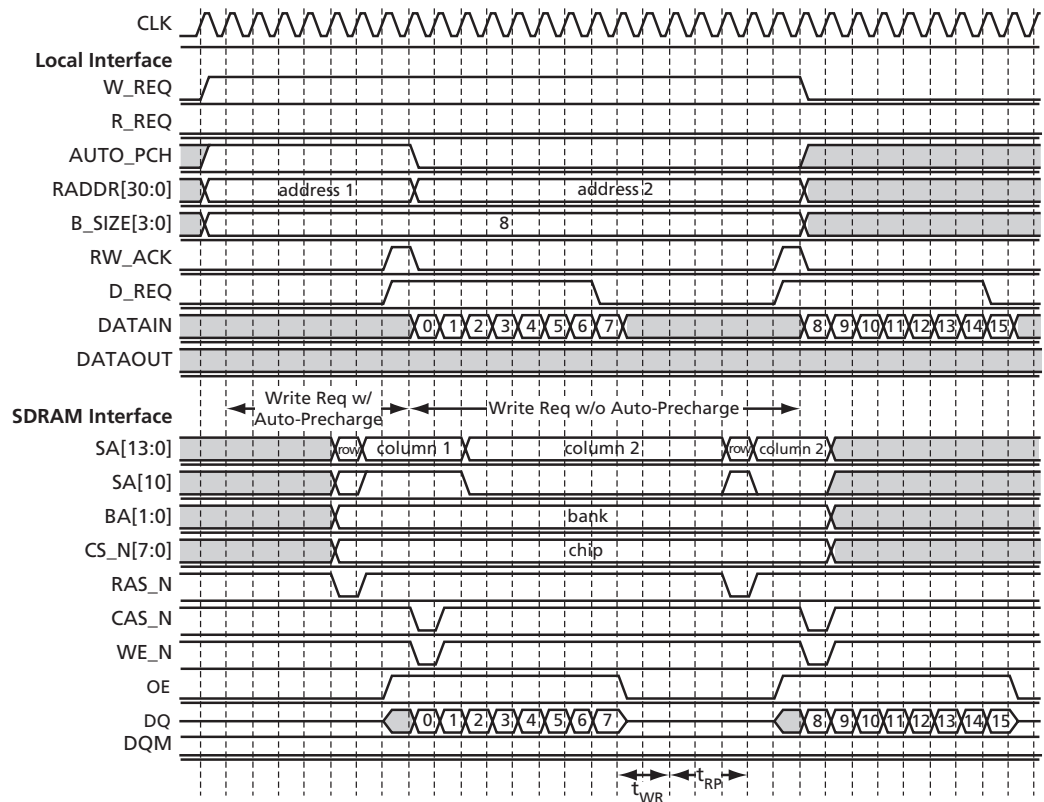 CLK
Local Interface
W_REQ
R_REQ
AUTO_PCH
RADDR[30:0] address 1 address 2
B_SIZE[3:0] 8
RW_ACK
D_REQ
DATAIN 0 1 2 3 4 5 6 7 8 9 10 11 12 13 14 15
DATAOUT
Write Req w/
Auto-Precharge
Write Req w/o Auto-Precharge
SDRAM Interface
SA[13:0] row column 1 column 2 row column 2
SA[10]
BA[1:0] bank
CS_N[7:0] chip
RAS_N
CAS_N
WE_N
OE
DQ 0 1 2 3 4 5 6 7 8 9 10 11 12 13 14 15
DQM
tWR tRP